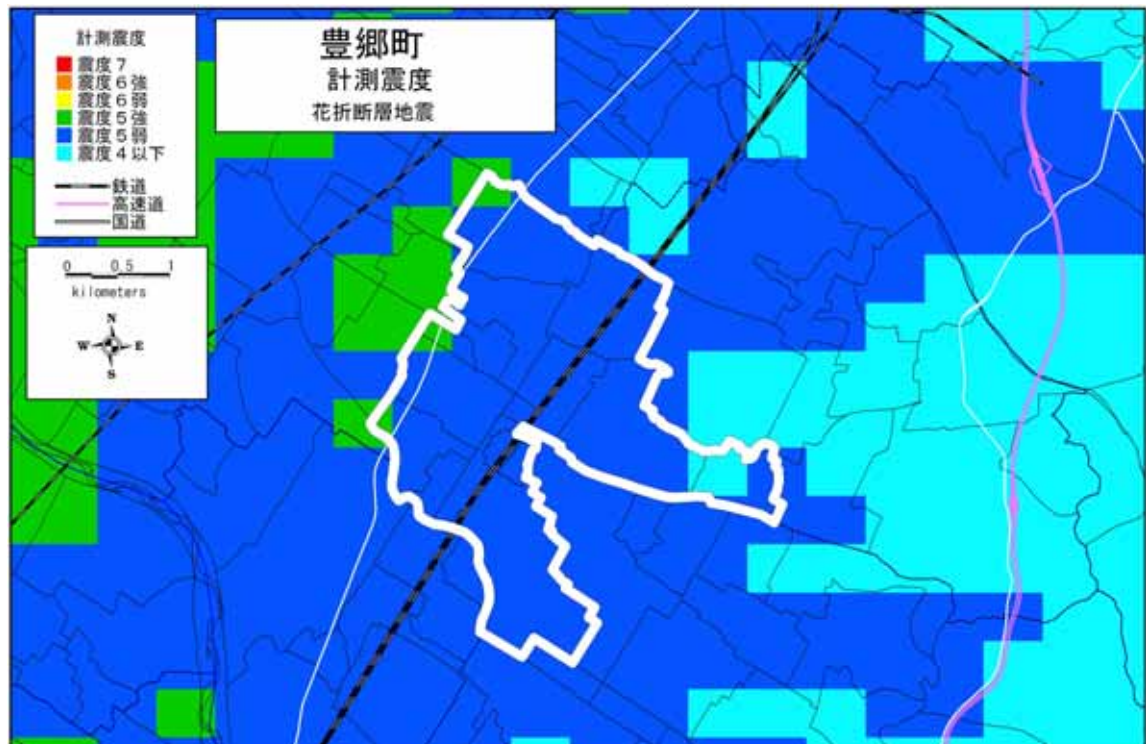 豊郷町
計測震度
花折断層地震
計測震度
震度7
震度6強
震度6弱
震度5強
震度5弱
震度4以下
鉄道
高速道
国道
0 0.5 1
kilometers
N
W E
S